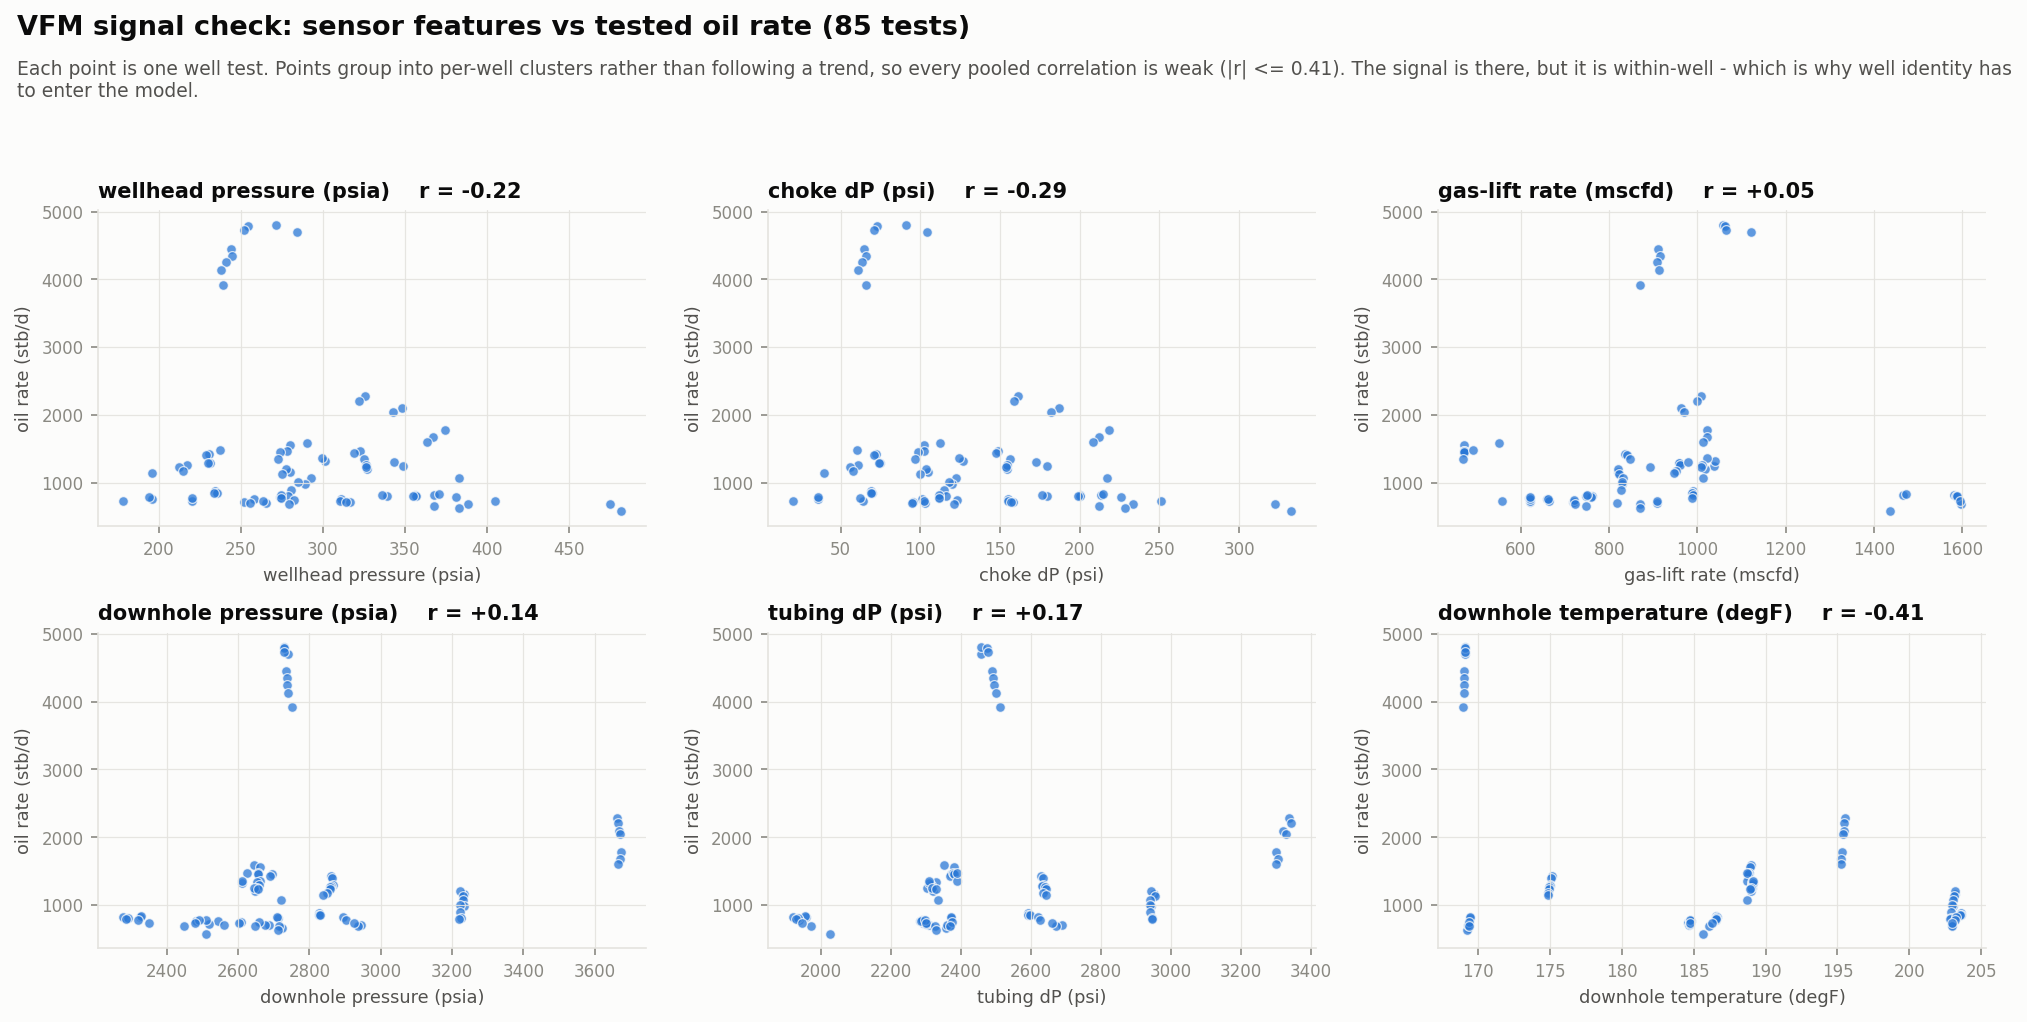 VFM signal check: sensor features vs tested oil rate (85 tests)
Each point is one well test. Points group into per-well clusters rather than following a trend, so every pooled correlation is weak (|r| <= 0.41). The signal is there, but it is within-well - which is why well identity has
to enter the model.
wellhead pressure (psia) r = -0.22
choke dP (psi) r = -0.29
gas-lift rate (mscfd) r = +0.05
oil rate (stb/d)
5000
4000
3000
2000
1000
200 250 300 350 400 450
wellhead pressure (psia)
oil rate (stb/d)
5000
4000
3000
2000
1000
50 100 150 200 250 300
choke dP (psi)
oil rate (stb/d)
5000
4000
3000
2000
1000
600 800 1000 1200 1400 1600
gas-lift rate (mscfd)
downhole pressure (psia) r = +0.14
tubing dP (psi) r = +0.17
downhole temperature (degF) r = -0.41
oil rate (stb/d)
5000
4000
3000
2000
1000
2400 2600 2800 3000 3200 3400 3600
downhole pressure (psia)
oil rate (stb/d)
5000
4000
3000
2000
1000
2000 2200 2400 2600 2800 3000 3200 3400
tubing dP (psi)
oil rate (stb/d)
5000
4000
3000
2000
1000
170 175 180 185 190 195 200 205
downhole temperature (degF)